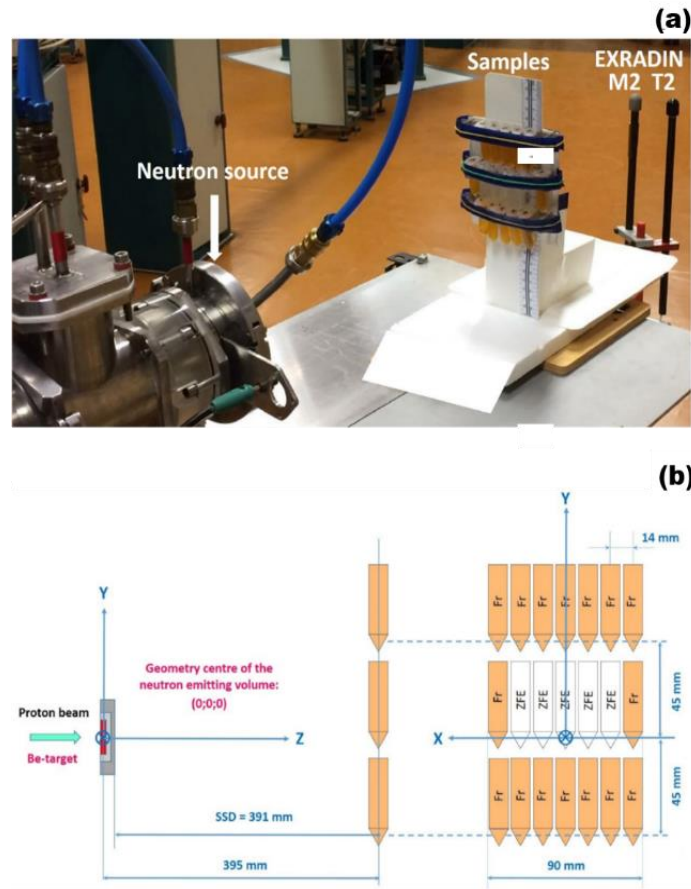 (a)
Samples
EXRADIN
M2 T2
Neutron source
(b)
Y
14 mm
Fr Fr Fr Fr Fr Fr Fr
Y
Geometry centre of the
neutron emitting volume:
(0;0;0)
45 mm
Fr ZFE ZFE ZFE ZFE ZFE Fr
Proton beam
Z
X
Be-target
45 mm
Fr Fr Fr Fr Fr Fr Fr
SSD = 391 mm
395 mm
90 mm